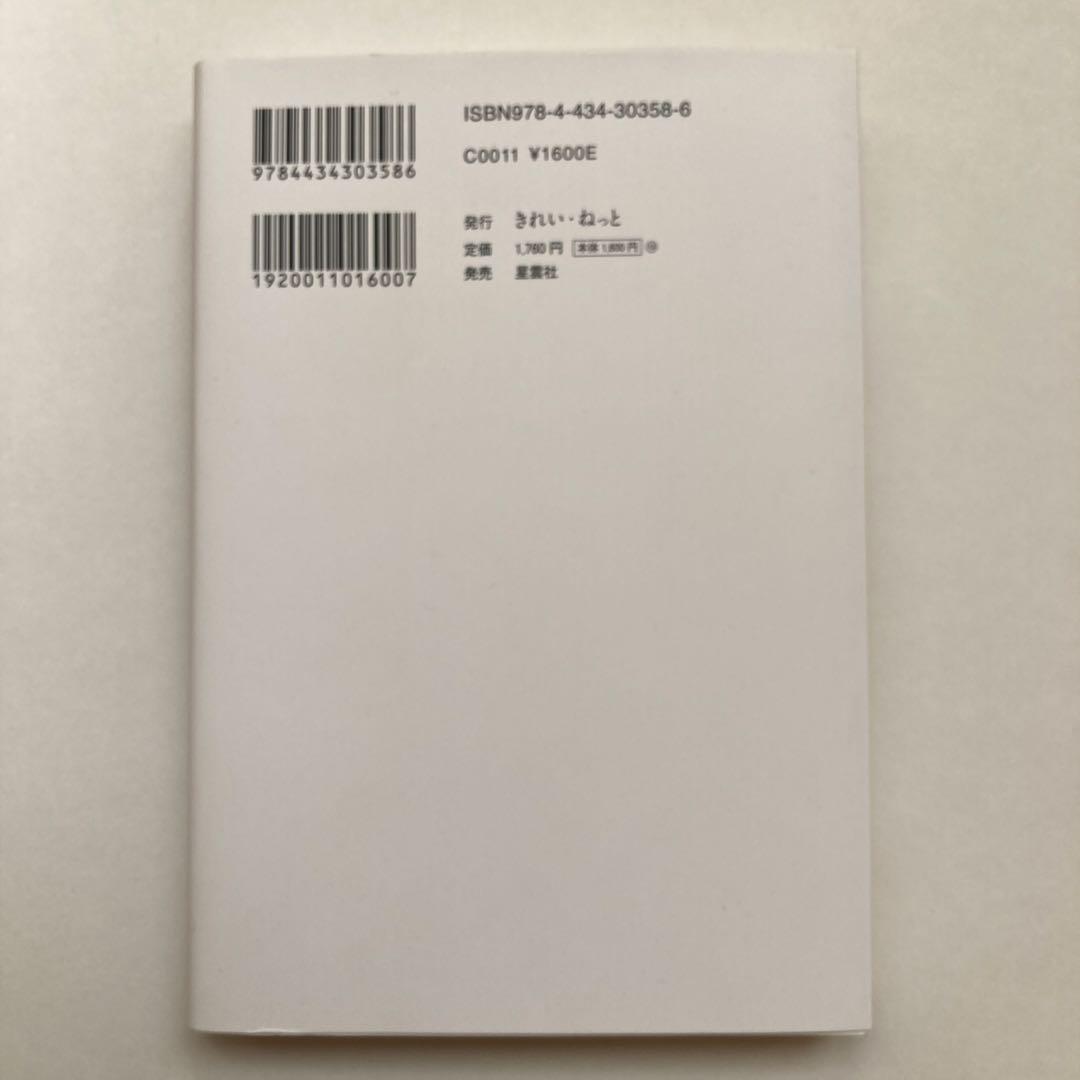 ISBN978-4-434-30358-6
9784434303586
C0011 ¥1600E
発行 きれい・ねっと
定価 1,760円 本体1,600円
発売 星雲社
1920011016007